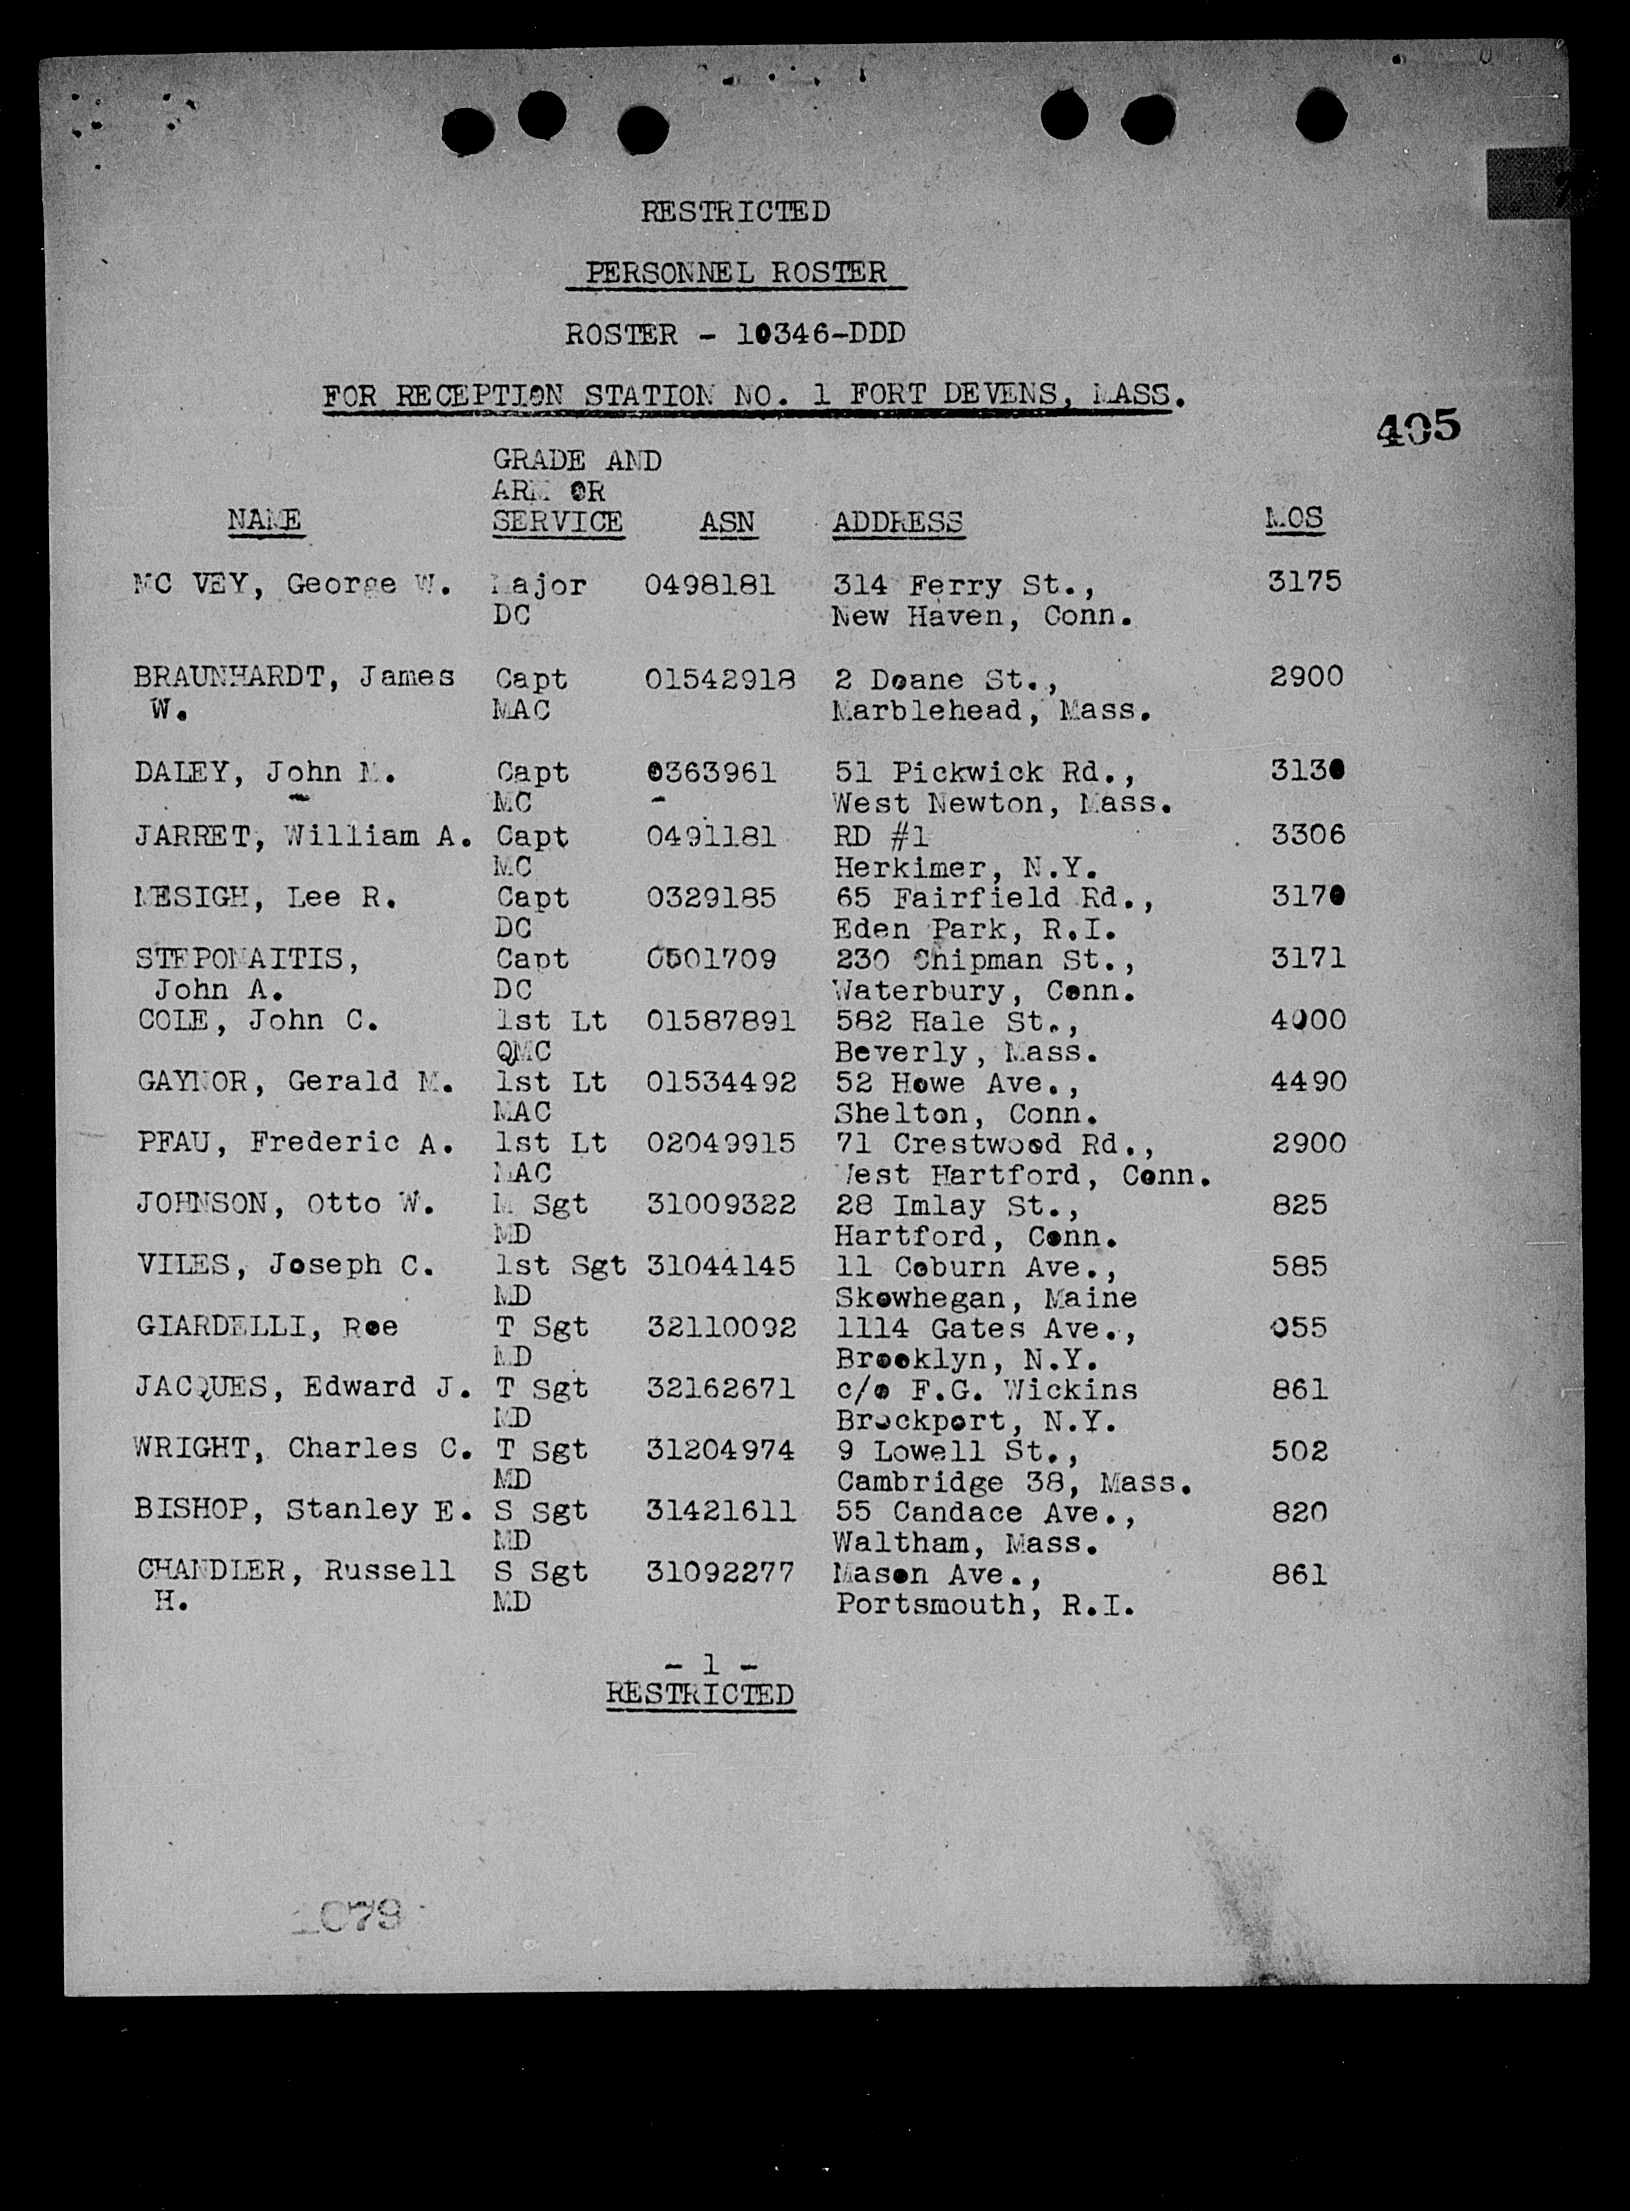 RESTRICTED
PERSONNEL ROSTER
ROSTER - 10346-DDD
FOR RECEPTION STATION NO. 1 FORT DEVENS, MASS.
405
GRADE AND
ARM OR
NAME SERVICE ASN ADDRESS MOS
MC VEY, George W. Major 0498181 314 Ferry St., 3175
DC New Haven, Conn.
BRAUNHARDT, James Capt 01542918 2 Doane St., 2900
W. MAC Marblehead, Mass.
DALEY, John M. Capt 0363961 51 Pickwick Rd., 3130
MC West Newton, Mass.
JARRET, William A. Capt 0491181 RD #1 3306
MC Herkimer, N.Y.
MESIGH, Lee R. Capt 0329185 65 Fairfield Rd., 3170
DC Eden Park, R.I.
STEPONAITIS, Capt 0501709 230 Chipman St., 3171
John A. DC Waterbury, Conn.
COLE, John C. 1st Lt 01587891 582 Hale St., 4000
QMC Beverly, Mass.
GAYNOR, Gerald M. 1st Lt 01534492 52 Howe Ave., 4490
MAC Shelton, Conn.
PFAU, Frederic A. 1st Lt 02049915 71 Crestwood Rd., 2900
MAC West Hartford, Conn.
JOHNSON, Otto W. M Sgt 31009322 28 Imlay St., 825
MD Hartford, Conn.
VILES, Joseph C. 1st Sgt 31044145 11 Coburn Ave., 585
MD Skowhegan, Maine
GIARDELLI, Roe T Sgt 32110092 1114 Gates Ave., 055
MD Brooklyn, N.Y.
JACQUES, Edward J. T Sgt 32162671 c/o F.G. Wickins 861
MD Brockport, N.Y.
WRIGHT, Charles C. T Sgt 31204974 9 Lowell St., 502
MD Cambridge 38, Mass.
BISHOP, Stanley E. S Sgt 31421611 55 Candace Ave., 820
MD Waltham, Mass.
CHANDLER, Russell S Sgt 31092277 Mason Ave., 861
H. MD Portsmouth, R.I.
- 1 -
RESTRICTED
1079